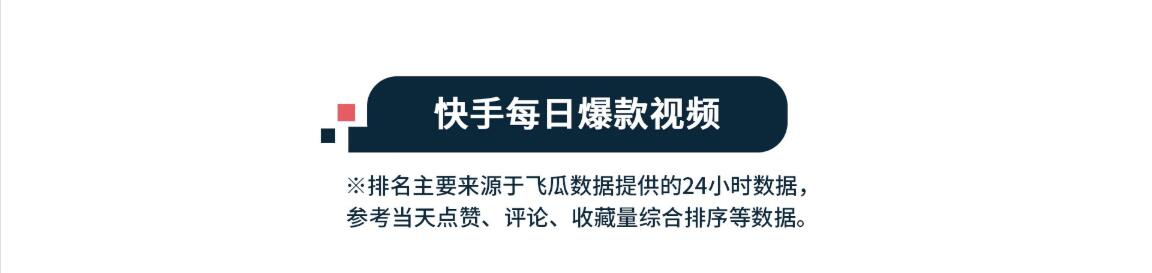 快手每日爆款视频
※排名主要来源于飞瓜数据提供的24小时数据，
参考当天点赞、评论、收藏量综合排序等数据。